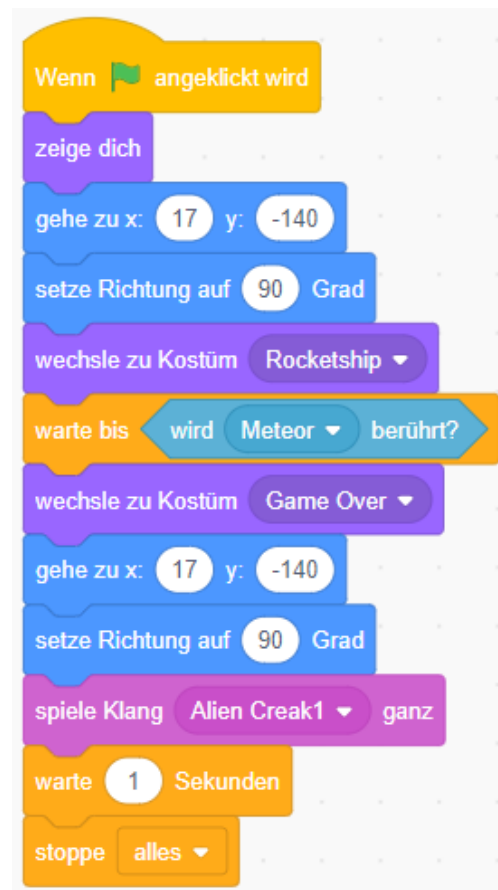 Wenn angeklickt wird
zeige dich
gehe zu x: 17 y: -140
setze Richtung auf 90 Grad
wechsle zu Kostüm Rocketship
warte bis wird Meteor berührt?
wechsle zu Kostüm Game Over
gehe zu x: 17 y: -140
setze Richtung auf 90 Grad
spiele Klang Alien Creak1 ganz
warte 1 Sekunden
stoppe alles